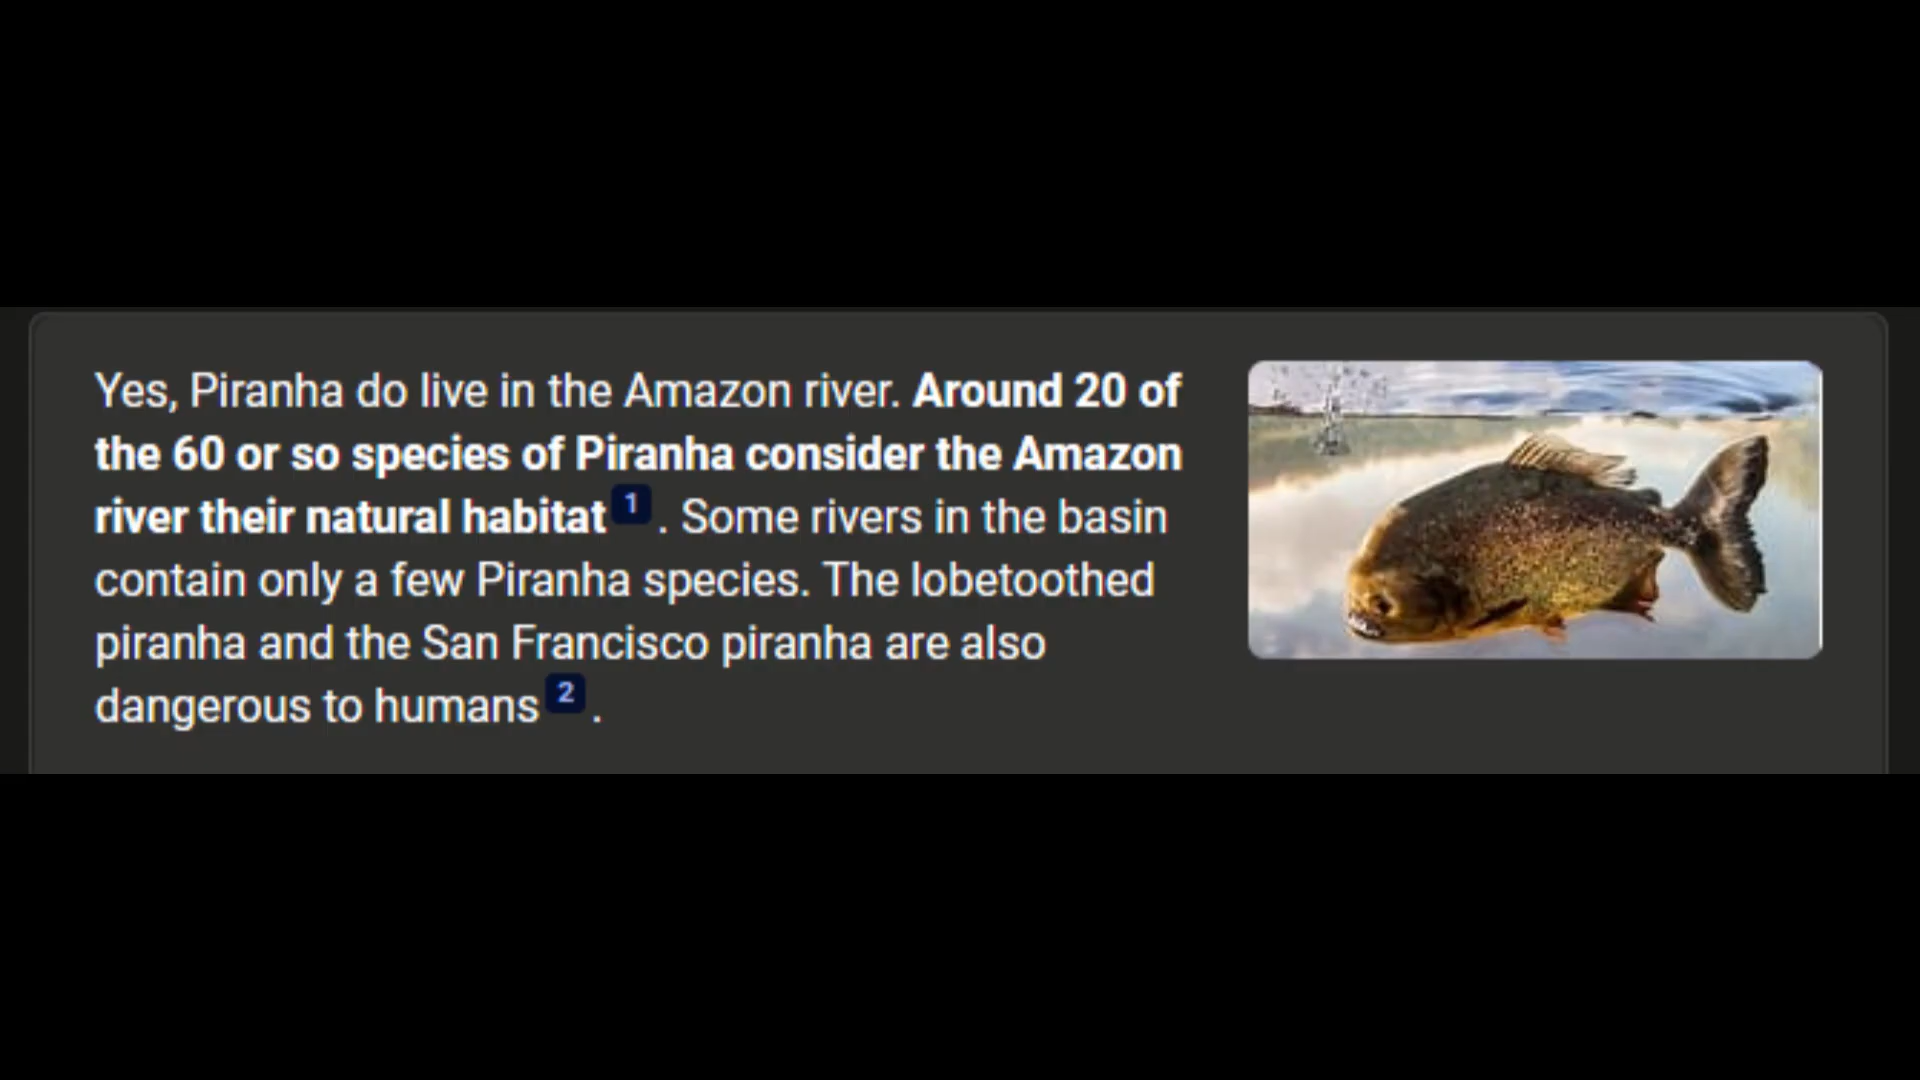 Yes, Piranha do live in the Amazon river. Around 20 of
the 60 or so species of Piranha consider the Amazon
river their natural habitat 1 . Some rivers in the basin
contain only a few Piranha species. The lobetoothed
piranha and the San Francisco piranha are also
dangerous to humans 2 .